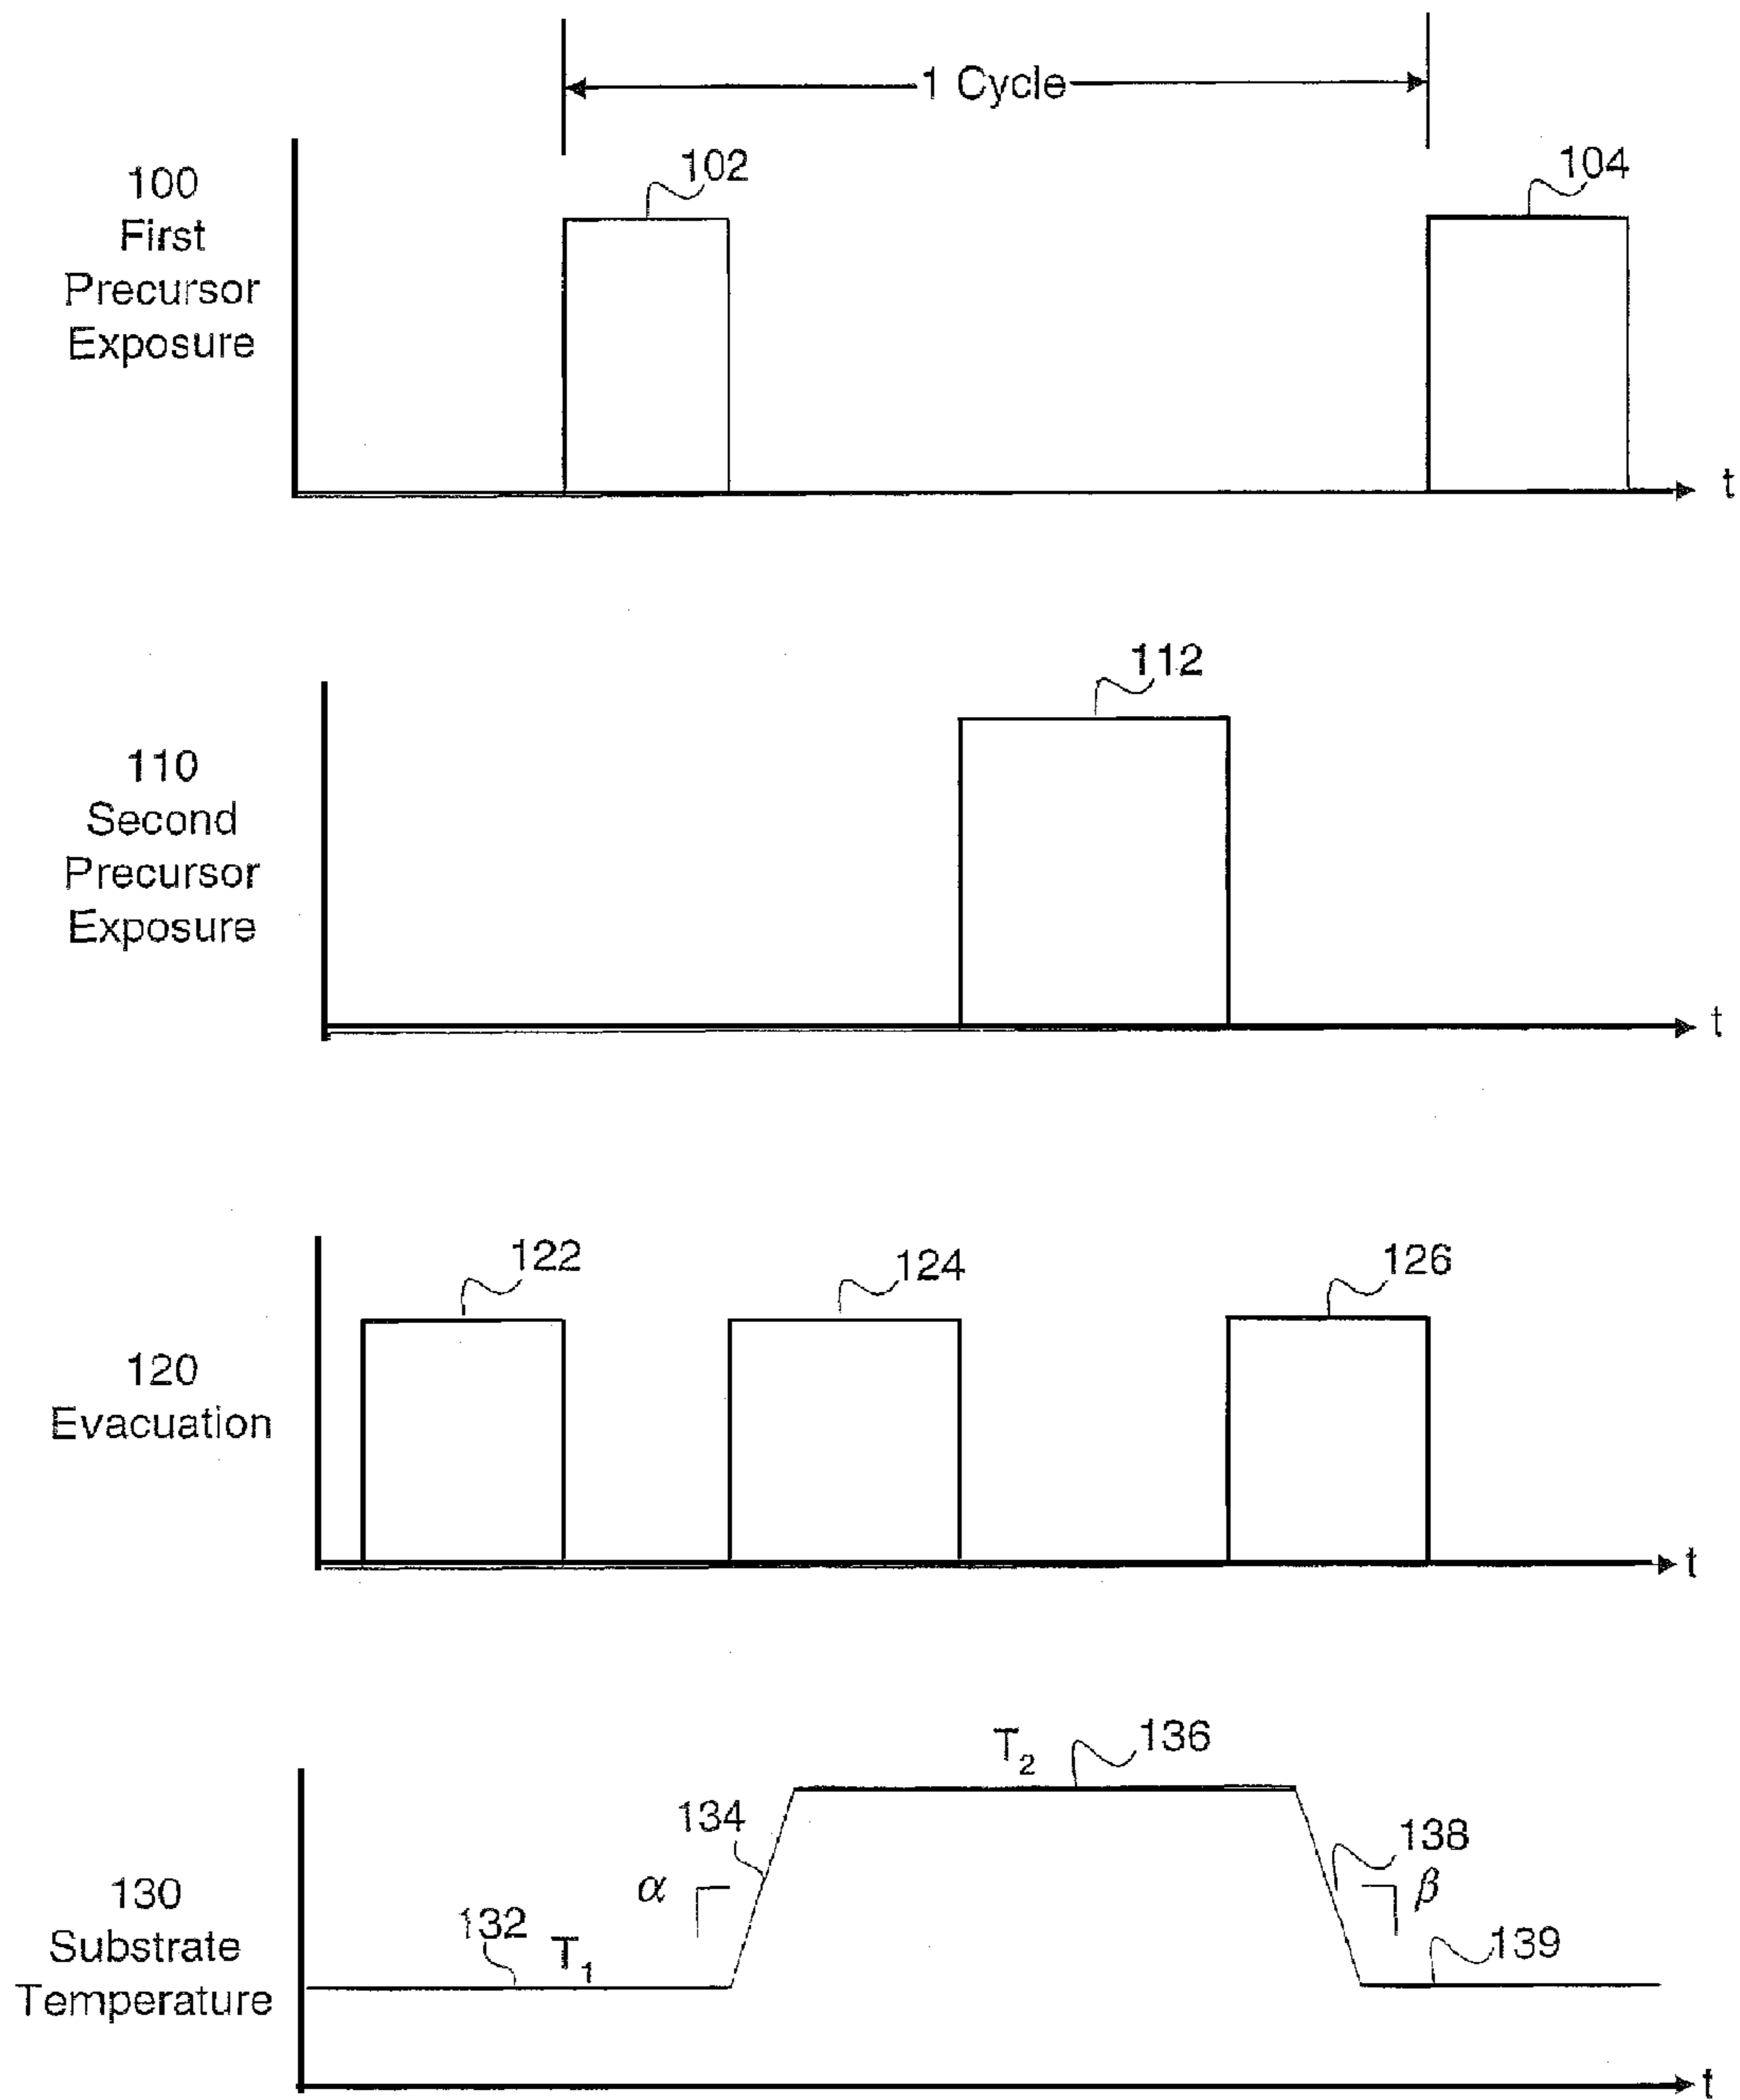 1 Cycle
102
104
100
First
Precursor
Exposure
t
112
110
Second
Precursor
Exposure
t
122
124
126
120
Evacuation
t
T2
136
134
138
α
β
132
T1
139
130
Substrate
Temperature
t